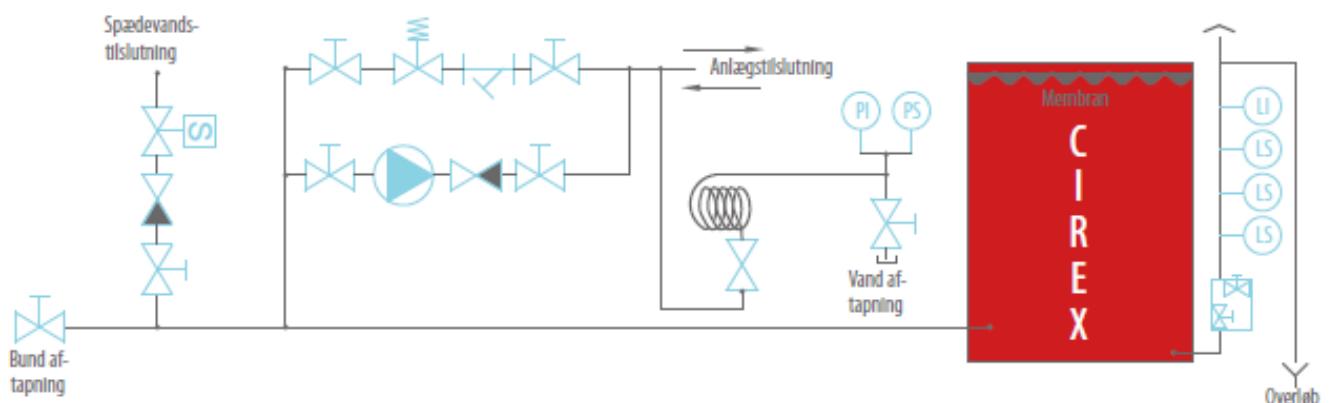 Spædevands-
tilslutning
S
Anlægstilslutning
PI
PS
Membran
C
I
R
E
X
LI
LS
LS
LS
Vand af-
tapning
Bund af-
tapning
Overløb